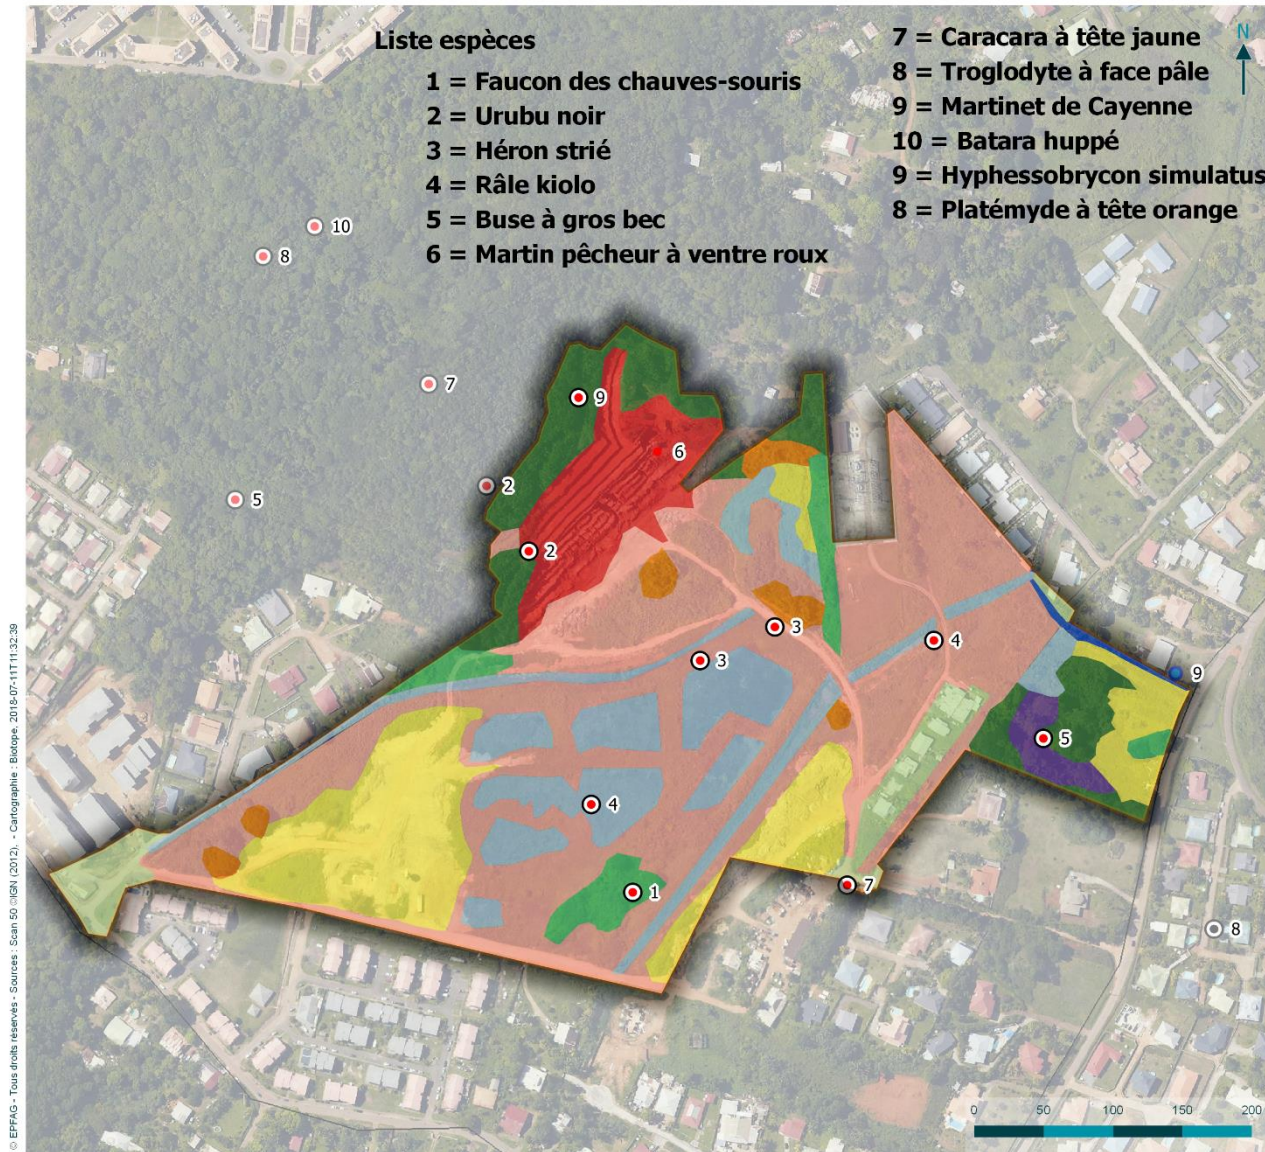 Liste espèces
1 = Faucon des chauves-souris
2 = Urubu noir
3 = Héron strié
4 = Râle kiolo
5 = Buse à gros bec
6 = Martin pêcheur à ventre roux
7 = Caracara à tête jaune
8 = Troglodyte à face pâle
9 = Martinet de Cayenne
10 = Batara huppé
9 = Hyphessobrycon simulatus
8 = Platémyde à tête orange
N
10
8
7
9
6
5
2
2
3
4
3
9
5
4
7
1
8
0 50 100 150 200
© EPFAG - Tous droits réservés - Sources : Scan 50 ©IGN (2012). - Cartographie : Biotope, 2018-07-11T11:32:39